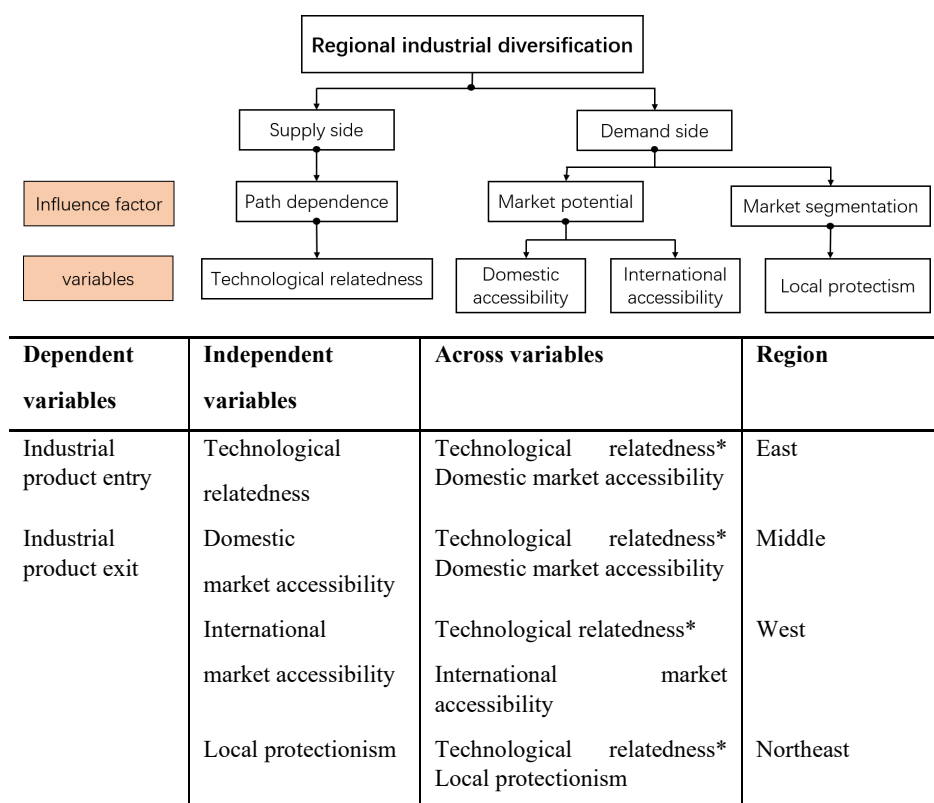 Regional industrial diversification
Supply side
Demand side
Influence factor
Path dependence
Market potential
Market segmentation
variables
Technological relatedness
Domestic
accessibility
International
accessibility
Local protectism
Dependent
variables
Independent
variables
Across variables
Region
Industrial
product entry
Technological
relatedness
Technological relatedness*
Domestic market accessibility
East
Industrial
product exit
Domestic
market accessibility
Technological relatedness*
Domestic market accessibility
Middle
International
market accessibility
Technological relatedness*
International market
accessibility
West
Local protectionism
Technological relatedness*
Local protectionism
Northeast